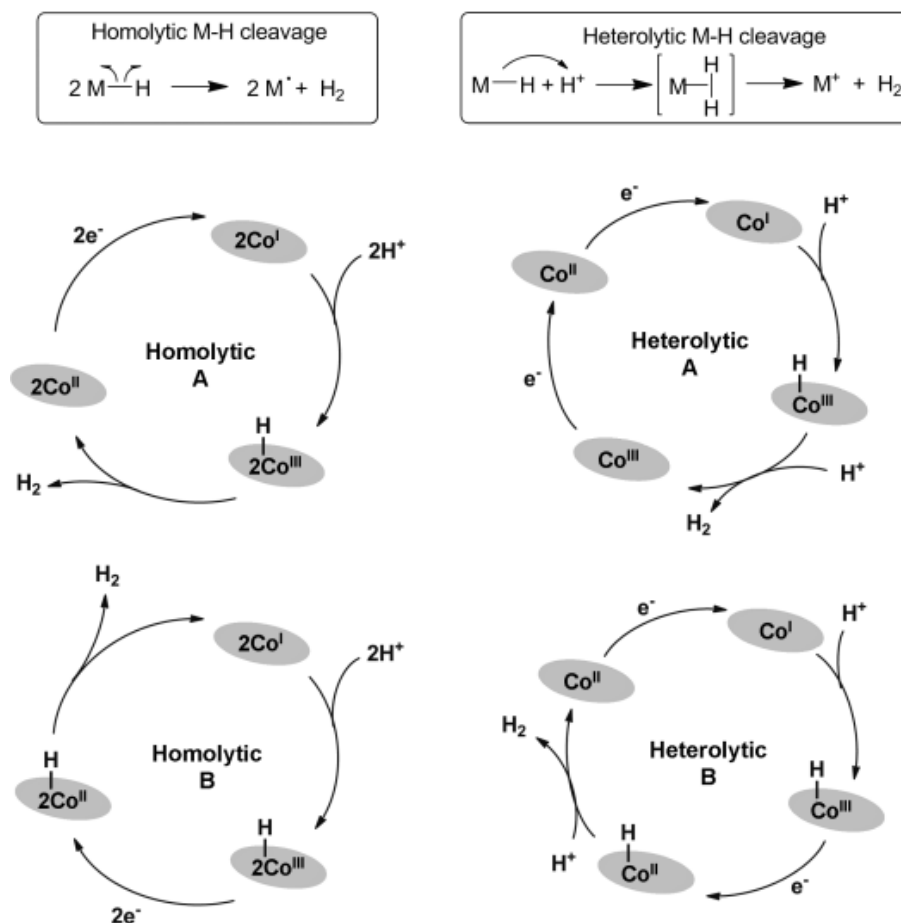 Homolytic M-H cleavage
2 M—H → 2 M• + H₂
Heterolytic M-H cleavage
M—H + H⁺ → [M—H H] → M⁺ + H₂
2e⁻
2Coᴵ
2H⁺
Homolytic
A
2Coᴵᴵ
H
2Coᴵᴵᴵ
H₂
e⁻
Coᴵ
H⁺
Coᴵᴵ
Heterolytic
A
e⁻
H
Coᴵᴵᴵ
Coᴵᴵᴵ
H⁺
H₂
H₂
2Coᴵ
2H⁺
Homolytic
B
H
2Coᴵᴵ
H
2Coᴵᴵᴵ
2e⁻
e⁻
Coᴵ
H⁺
Coᴵᴵ
H₂
Heterolytic
B
H
Coᴵᴵᴵ
H⁺
H
Coᴵᴵ
e⁻